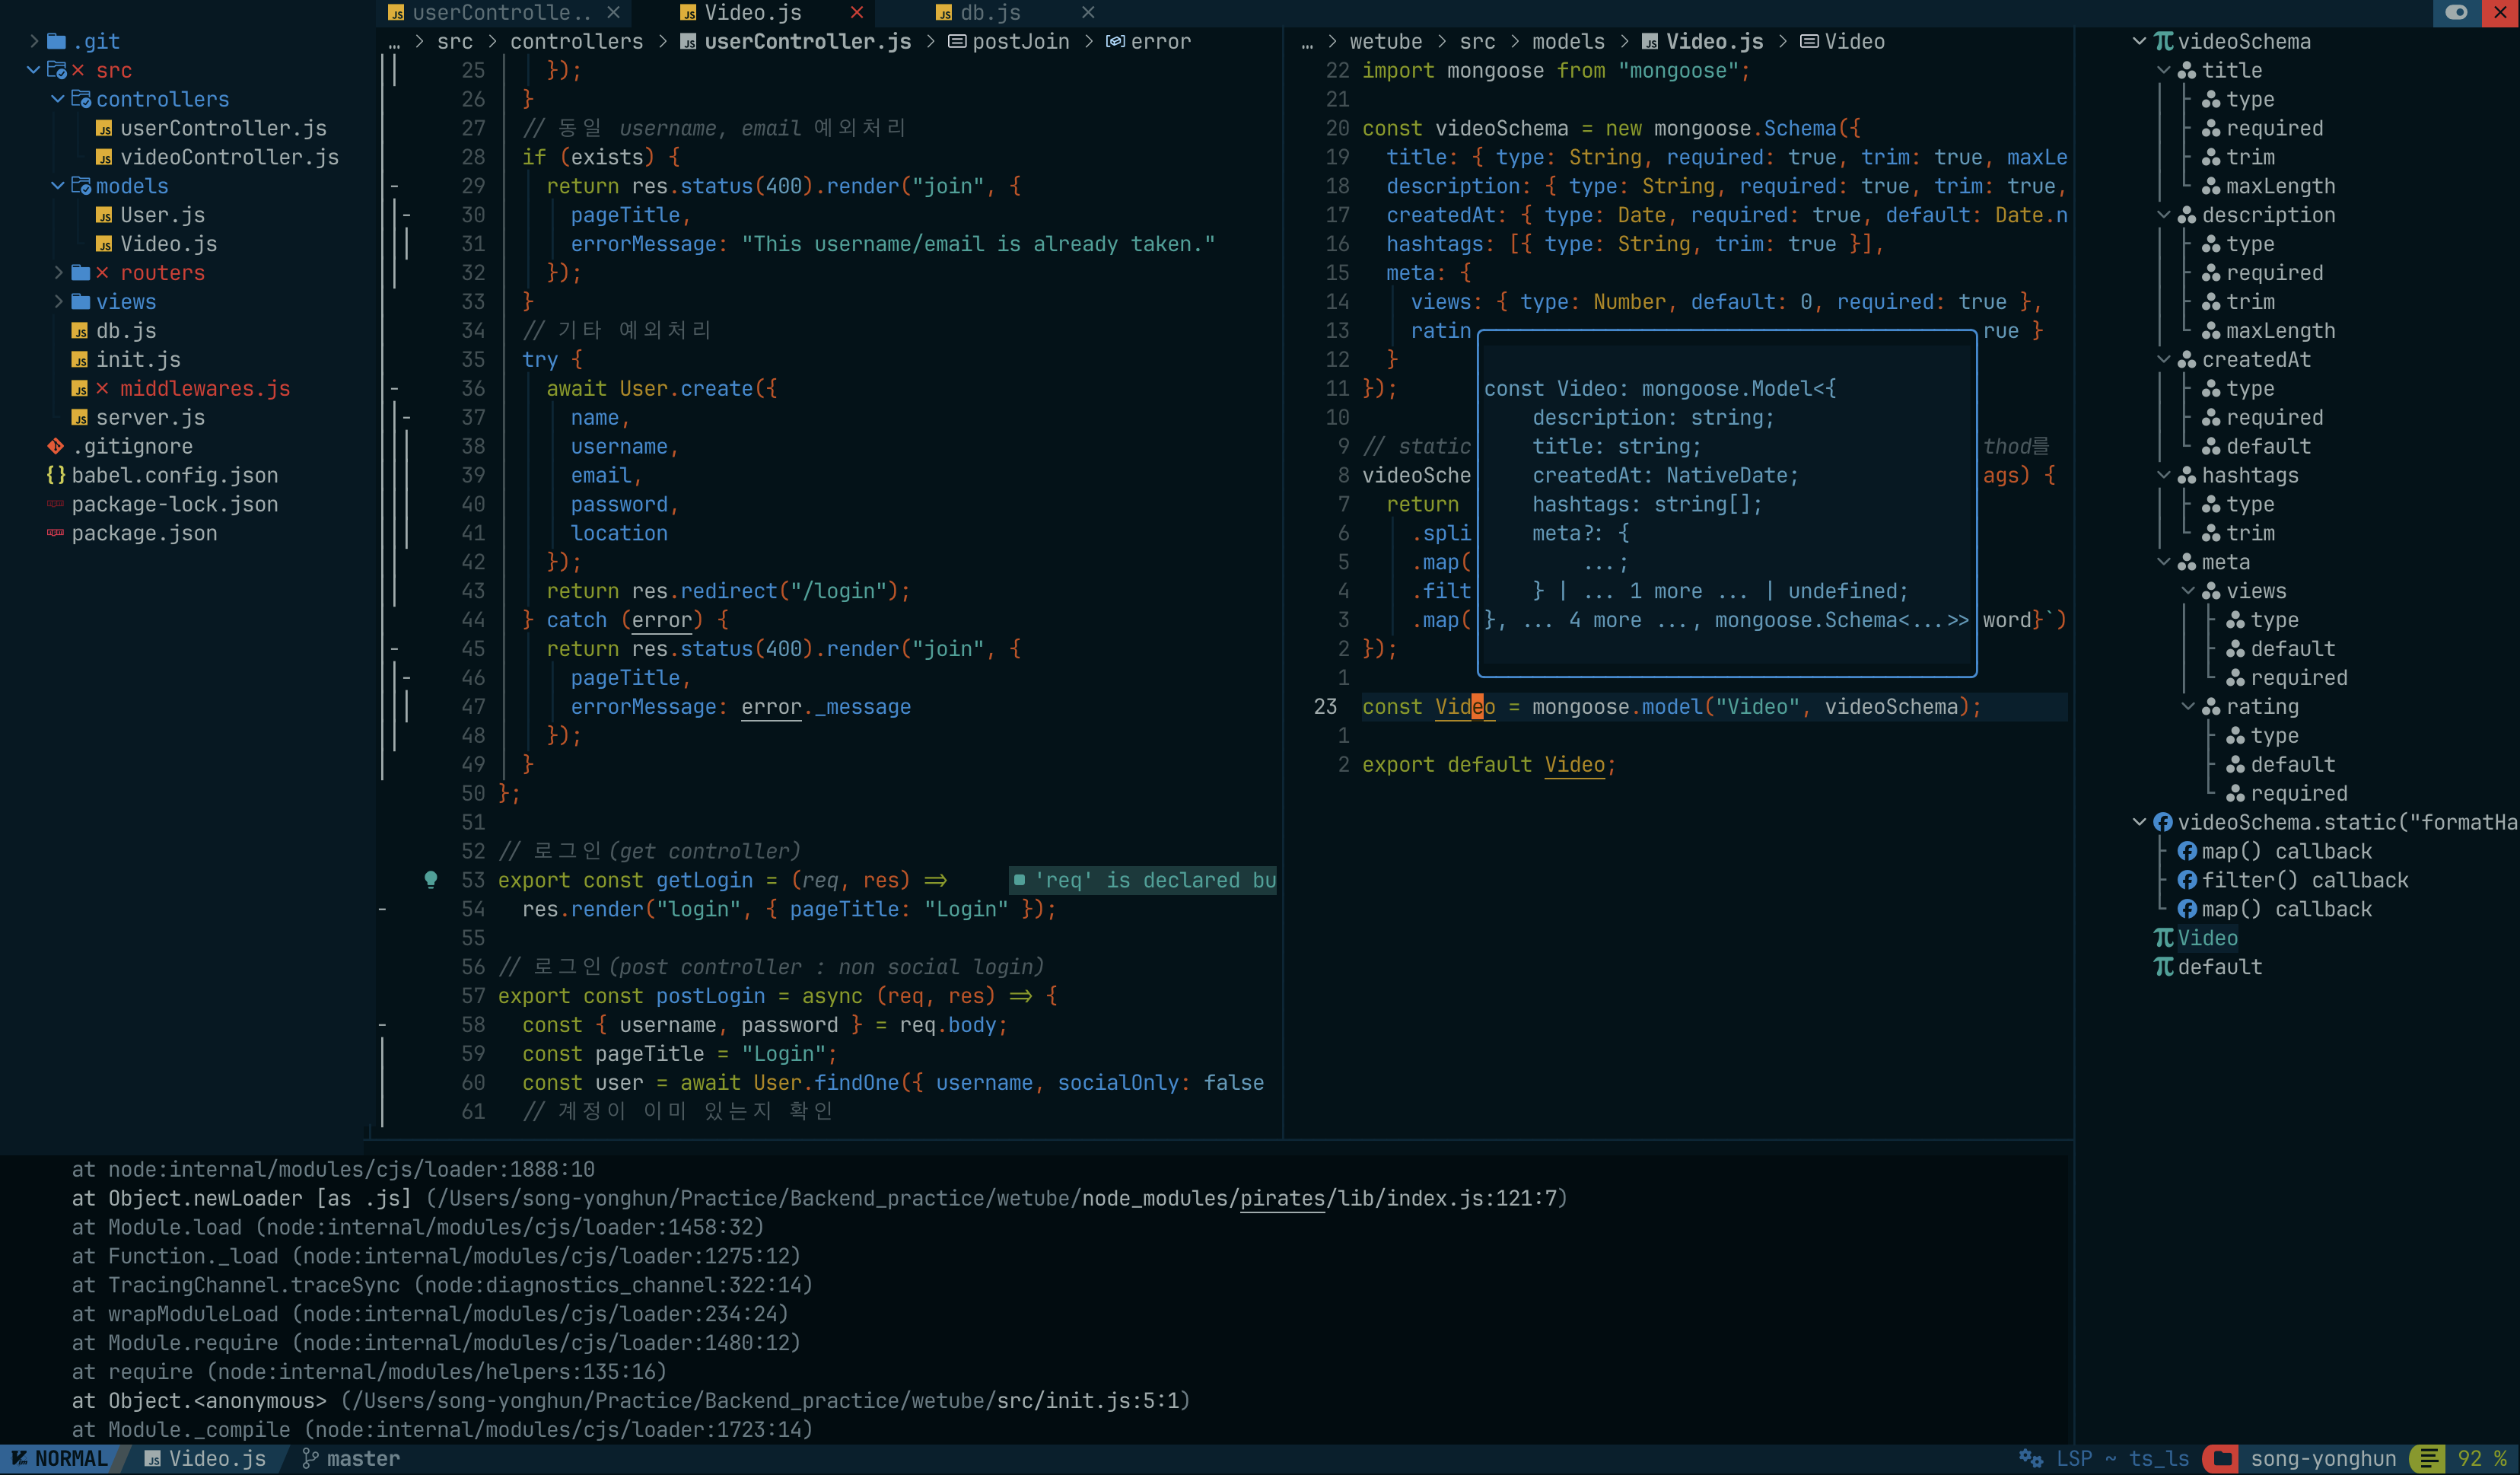 userControlle..
Video.js
db.js
.git
src
controllers
userController.js
videoController.js
models
User.js
Video.js
routers
views
db.js
init.js
middlewares.js
server.js
.gitignore
babel.config.json
package-lock.json
package.json
… > src > controllers > userController.js > postJoin > error
25     });
26   }
27   // 동일 username, email 예외처리
28   if (exists) {
29     return res.status(400).render("join", {
30       pageTitle,
31       errorMessage: "This username/email is already taken."
32     });
33   }
34   // 기타 예외처리
35   try {
36     await User.create({
37       name,
38       username,
39       email,
40       password,
41       location
42     });
43     return res.redirect("/login");
44   } catch (error) {
45     return res.status(400).render("join", {
46       pageTitle,
47       errorMessage: error._message
48     });
49   }
50 };
51
52 // 로그인(get controller)
53 export const getLogin = (req, res) => 'req' is declared bu
54   res.render("login", { pageTitle: "Login" });
55
56 // 로그인(post controller : non social login)
57 export const postLogin = async (req, res) => {
58   const { username, password } = req.body;
59   const pageTitle = "Login";
60   const user = await User.findOne({ username, socialOnly: false
61   // 계정이 이미 있는지 확인
… > wetube > src > models > Video.js > Video
22 import mongoose from "mongoose";
21
20 const videoSchema = new mongoose.Schema({
19   title: { type: String, required: true, trim: true, maxLe
18   description: { type: String, required: true, trim: true,
17   createdAt: { type: Date, required: true, default: Date.n
16   hashtags: [{ type: String, trim: true }],
15   meta: {
14     views: { type: Number, default: 0, required: true },
13     ratin rue }
12   }
11 });
10
9 // static thod를
8 videoSche ags) {
7   return
6     .spli
5     .map(
4     .filt
3     .map( word}`)
2 });
1
23 const Video = mongoose.model("Video", videoSchema);
1
2 export default Video;
const Video: mongoose.Model<{
    description: string;
    title: string;
    createdAt: NativeDate;
    hashtags: string[];
    meta?: {
        ...;
    } | ... 1 more ... | undefined;
}, ... 4 more ..., mongoose.Schema<...>>
videoSchema
title
type
required
trim
maxLength
description
type
required
trim
maxLength
createdAt
type
required
default
hashtags
type
trim
meta
views
type
default
required
rating
type
default
required
videoSchema.static("formatHa
map() callback
filter() callback
map() callback
Video
default
at node:internal/modules/cjs/loader:1888:10
at Object.newLoader [as .js] (/Users/song-yonghun/Practice/Backend_practice/wetube/node_modules/pirates/lib/index.js:121:7)
at Module.load (node:internal/modules/cjs/loader:1458:32)
at Function._load (node:internal/modules/cjs/loader:1275:12)
at TracingChannel.traceSync (node:diagnostics_channel:322:14)
at wrapModuleLoad (node:internal/modules/cjs/loader:234:24)
at Module.require (node:internal/modules/cjs/loader:1480:12)
at require (node:internal/modules/helpers:135:16)
at Object.<anonymous> (/Users/song-yonghun/Practice/Backend_practice/wetube/src/init.js:5:1)
at Module._compile (node:internal/modules/cjs/loader:1723:14)
NORMAL Video.js master LSP ~ ts_ls song-yonghun 92 %